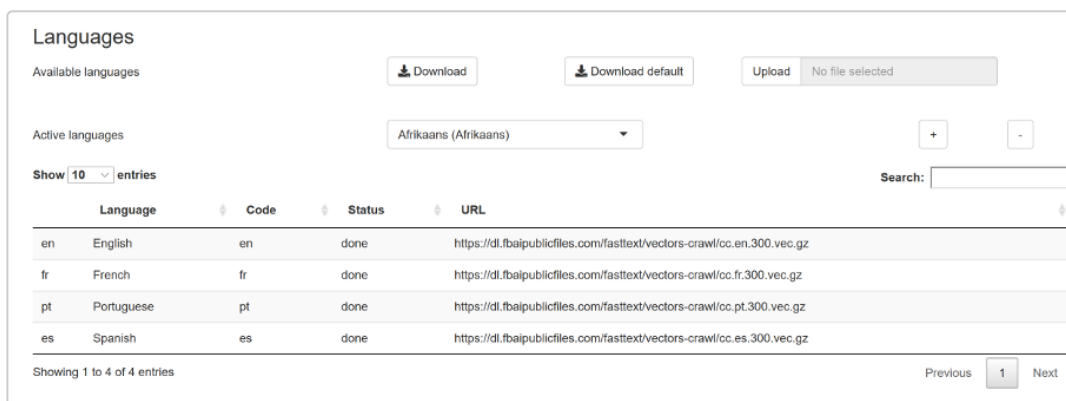 Languages
Available languages Download Download default Upload No file selected
Active languages Afrikaans (Afrikaans) + -
Show 10 entries Search:
Language Code Status URL
en English en done https://dl.fbaipublicfiles.com/fasttext/vectors-crawl/cc.en.300.vec.gz
fr French fr done https://dl.fbaipublicfiles.com/fasttext/vectors-crawl/cc.fr.300.vec.gz
pt Portuguese pt done https://dl.fbaipublicfiles.com/fasttext/vectors-crawl/cc.pt.300.vec.gz
es Spanish es done https://dl.fbaipublicfiles.com/fasttext/vectors-crawl/cc.es.300.vec.gz
Showing 1 to 4 of 4 entries Previous 1 Next